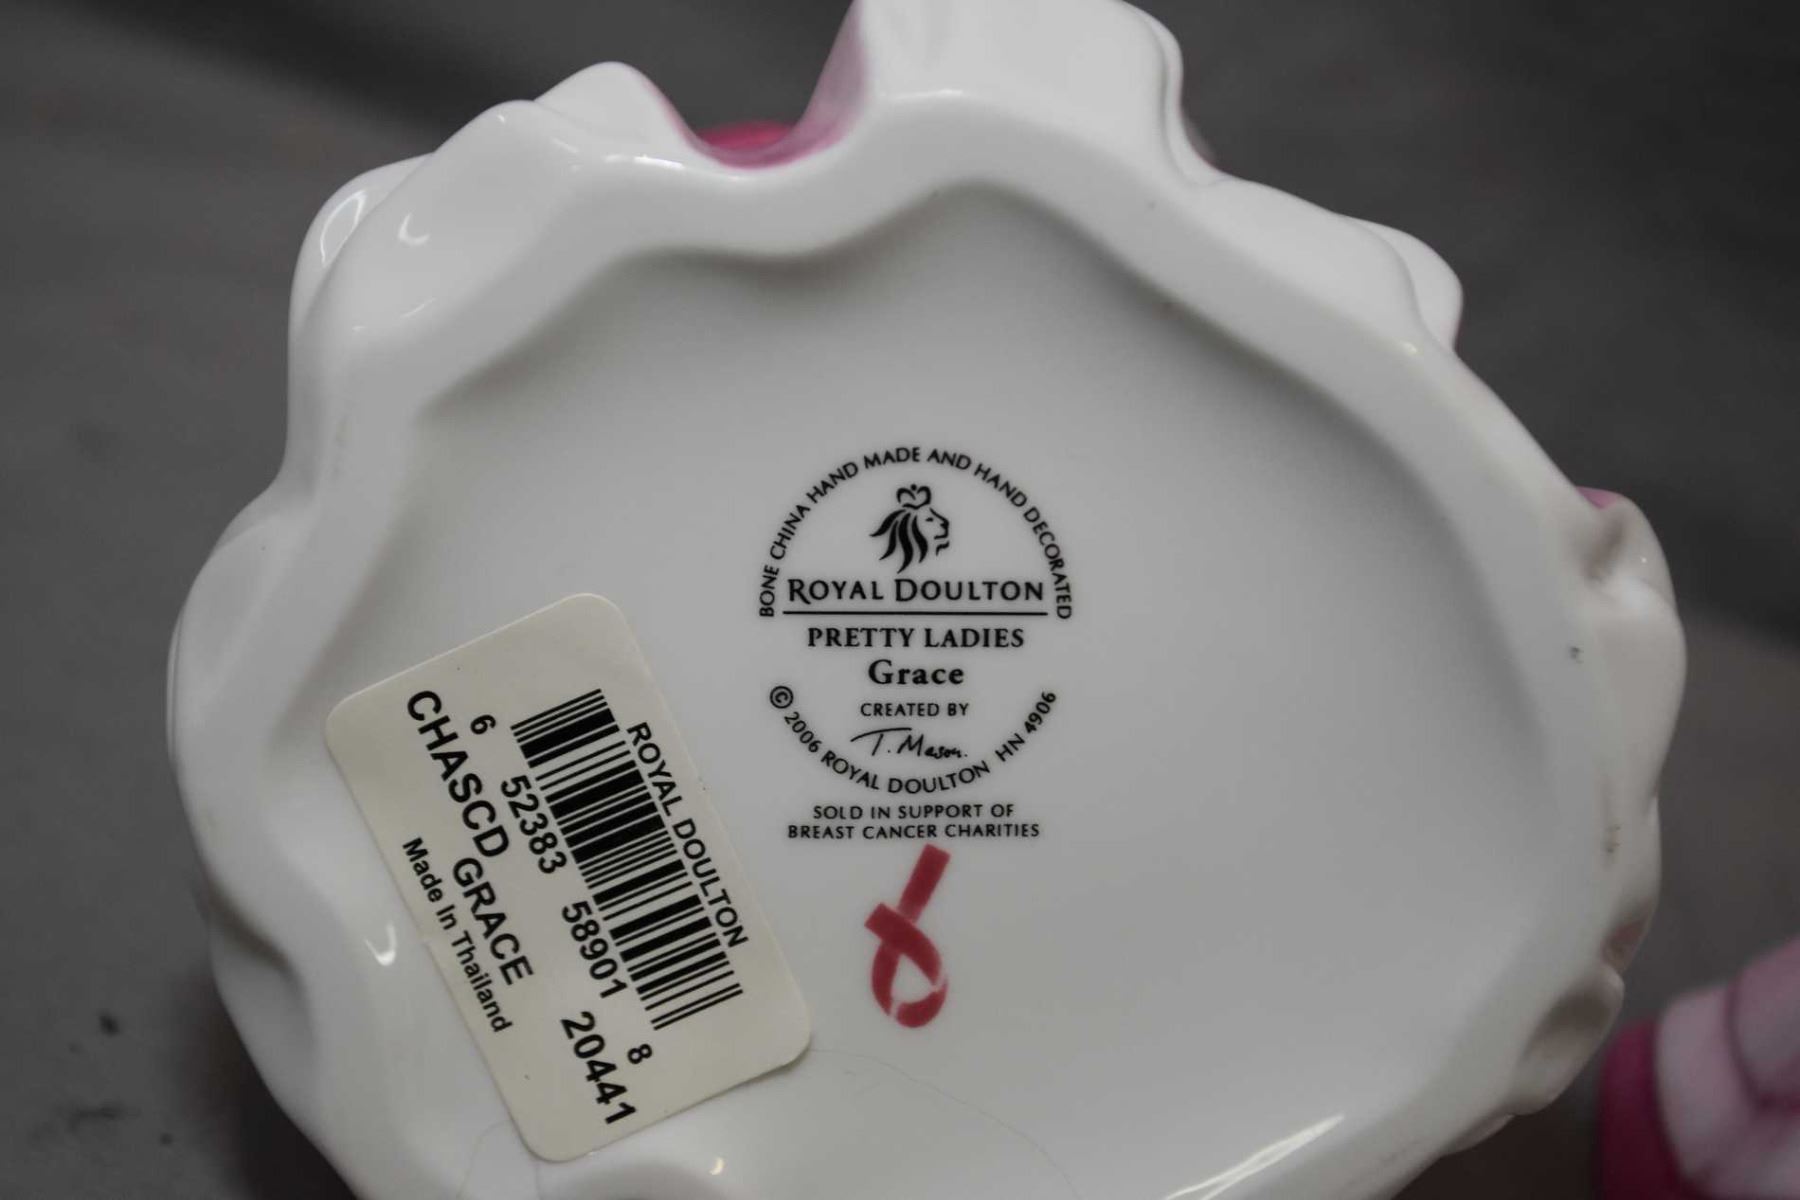 BONE CHINA HAND MADE AND HAND DECORATED
ROYAL DOULTON
PRETTY LADIES
Grace
CREATED BY
T. Mason.
© 2006 ROYAL DOULTON HN 4906
SOLD IN SUPPORT OF
BREAST CANCER CHARITIES
ROYAL DOULTON
6 52383 58901 8
CHASCD 20441
GRACE
Made In Thailand